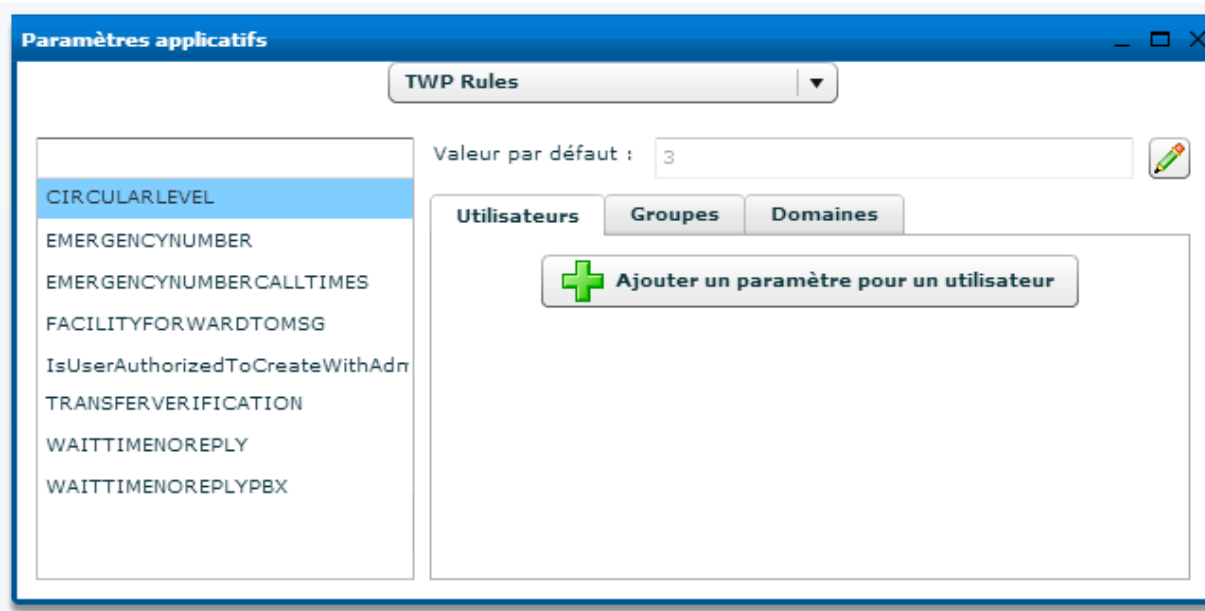 Paramètres applicatifs
TWP Rules
Valeur par défaut : 3
CIRCULARLEVEL
EMERGENCYNUMBER
EMERGENCYNUMBERCALLTIMES
FACILITYFORWARDTOMSG
IsUserAuthorizedToCreateWithAdm
TRANSFERVERIFICATION
WAITTIMENOREPLY
WAITTIMENOREPLYPBX
Utilisateurs Groupes Domaines
Ajouter un paramètre pour un utilisateur